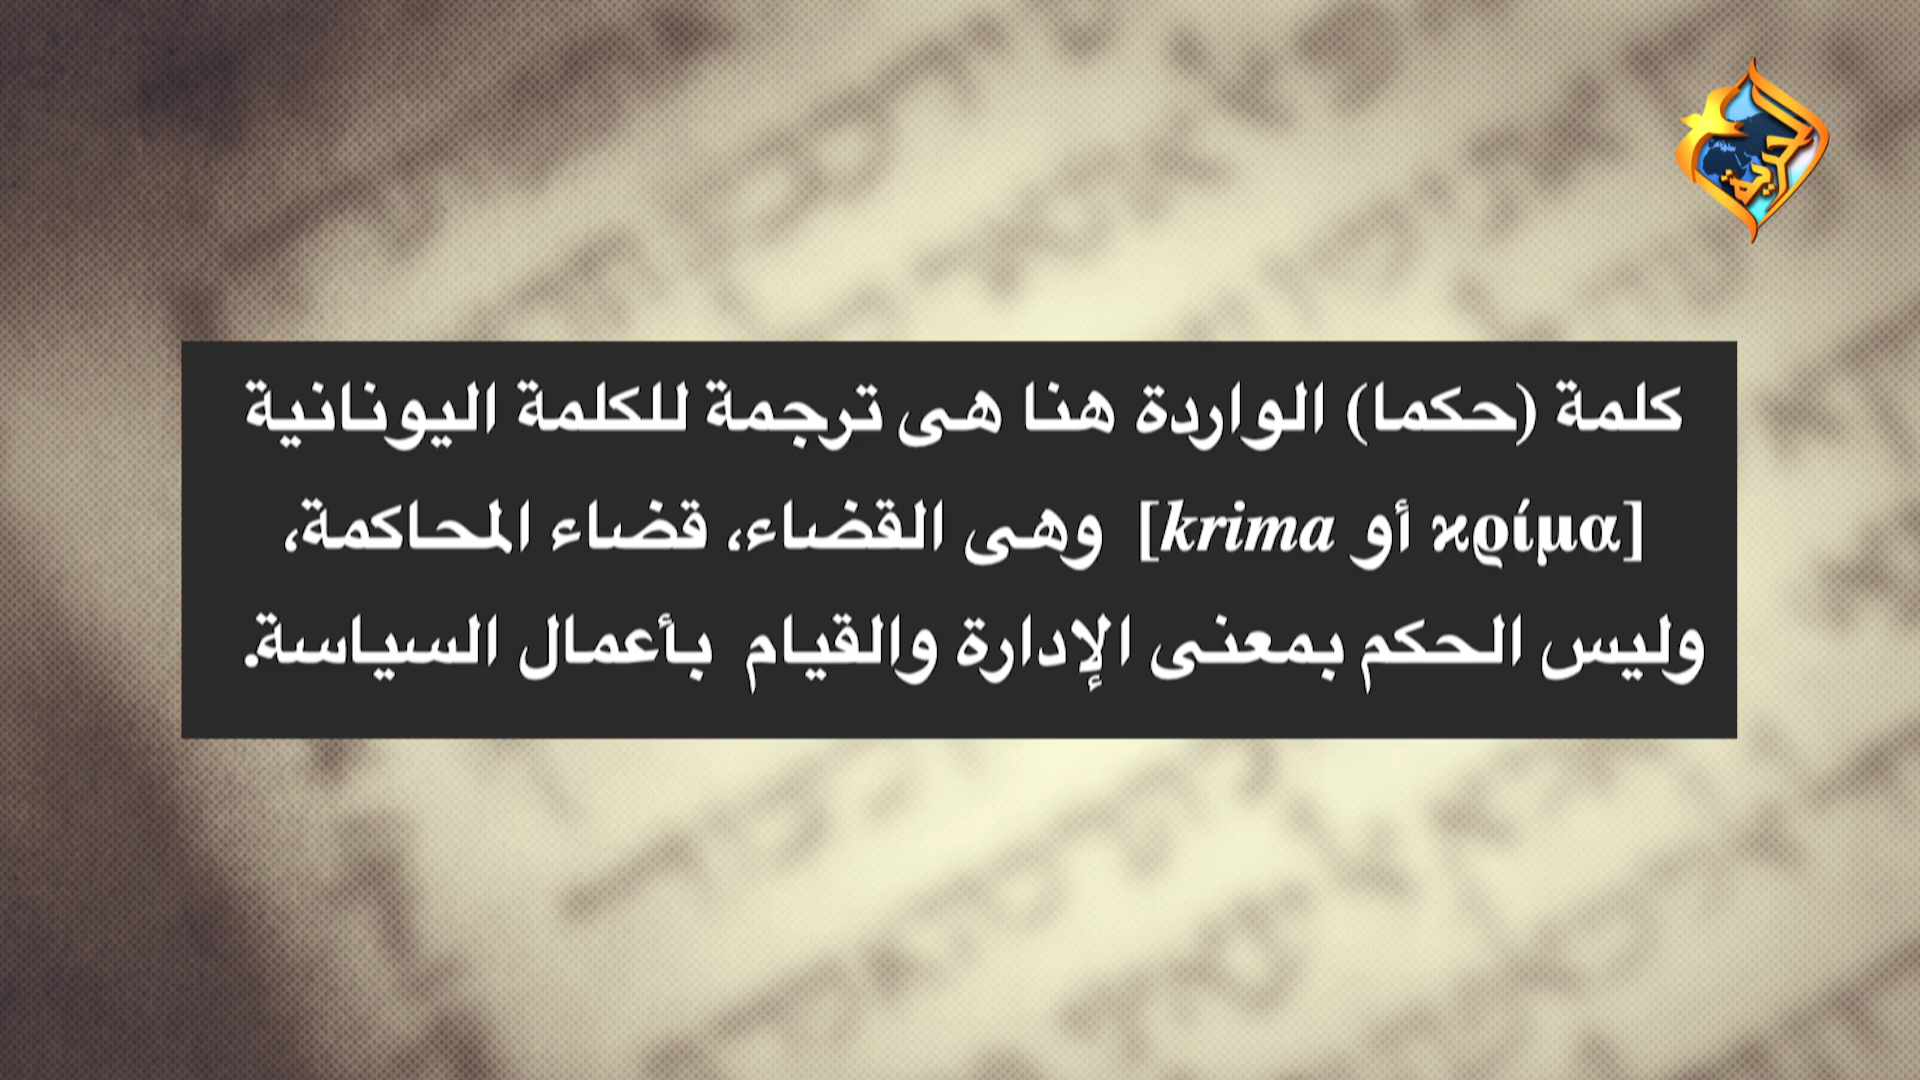 الحرية
كلمة (حكما) الواردة هنا هى ترجمة للكلمة اليونانية
[κρίμα أو krima] وهى القضاء، قضاء المحاكمة،
وليس الحكم بمعنى الإدارة والقيام بأعمال السياسة.